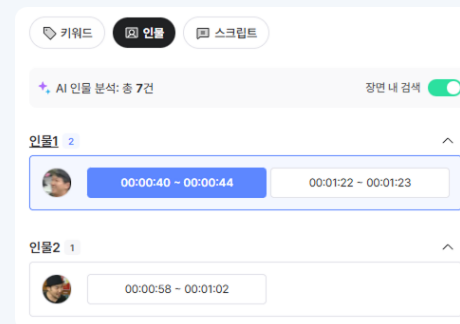 키워드 인물 스크립트
AI 인물 분석: 총 7건 장면 내 검색
인물1 2
00:00:40 ~ 00:00:44 00:01:22 ~ 00:01:23
인물2 1
00:00:58 ~ 00:01:02